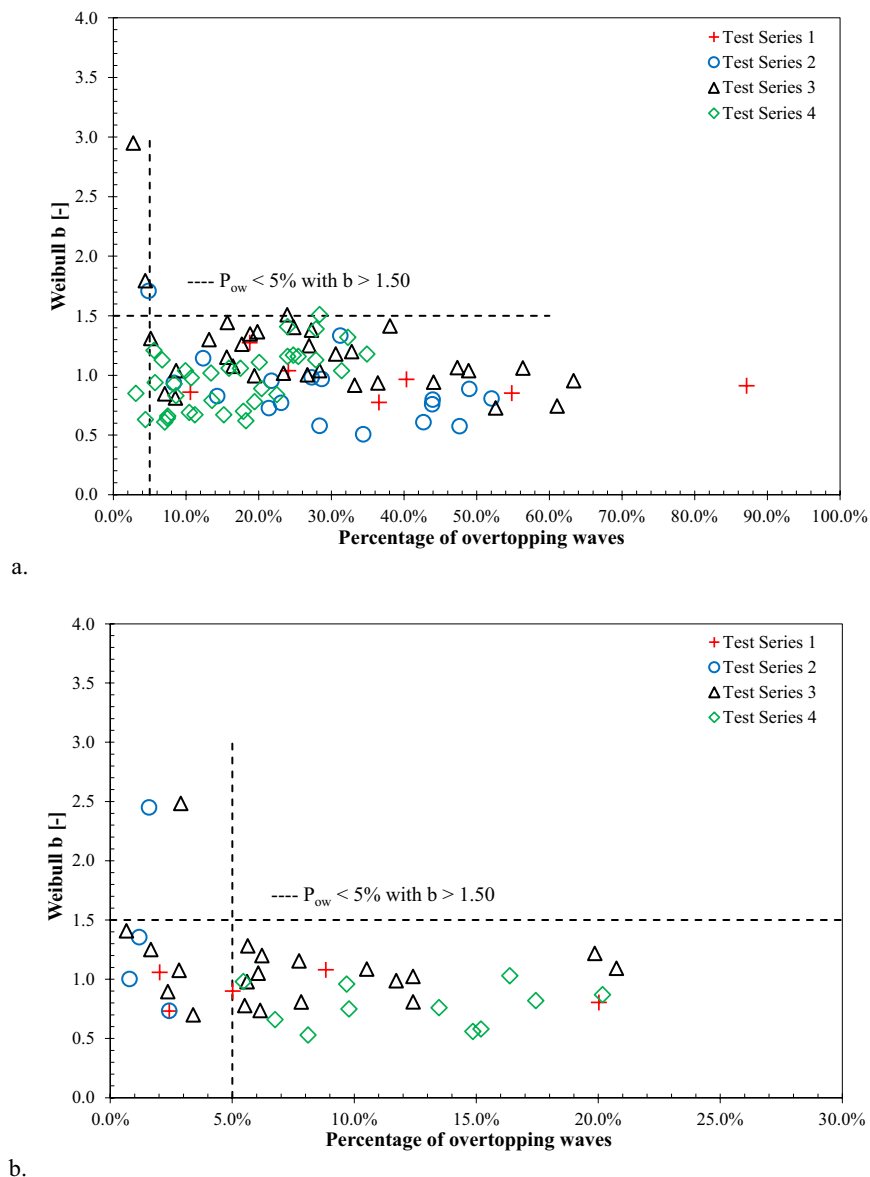 4.0
3.5
3.0
2.5
2.0
1.5
1.0
0.5
0.0
Weibull b [-]
+ Test Series 1
Test Series 2
Test Series 3
Test Series 4
---- Pow < 5% with b > 1.50
0.0% 10.0% 20.0% 30.0% 40.0% 50.0% 60.0% 70.0% 80.0% 90.0% 100.0%
Percentage of overtopping waves
a.
4.0
3.5
3.0
2.5
2.0
1.5
1.0
0.5
0.0
Weibull b [-]
+ Test Series 1
Test Series 2
Test Series 3
Test Series 4
---- Pow < 5% with b > 1.50
0.0% 5.0% 10.0% 15.0% 20.0% 25.0% 30.0%
Percentage of overtopping waves
b.